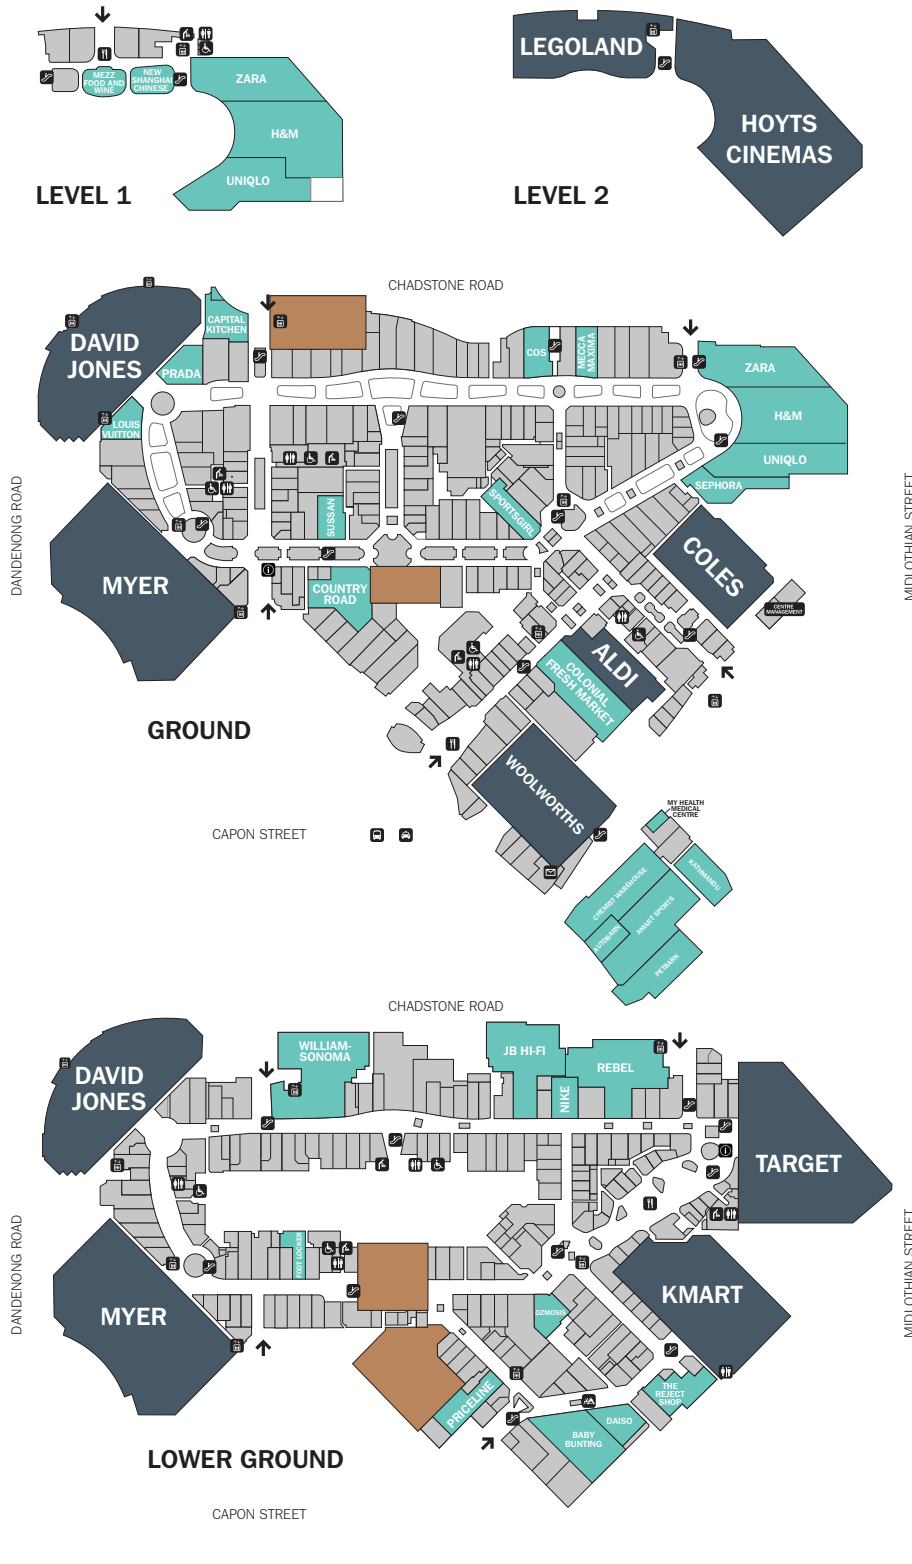 MEZZ
FOOD AND
WINE
NEW
SHANGHAI
CHINESE
ZARA
H&M
UNIQLO
LEVEL 1
LEGOLAND
HOYTS
CINEMAS
LEVEL 2
CHADSTONE ROAD
DAVID
JONES
CAPITAL
KITCHEN
PRADA
LOUIS
VUITTON
COS
MECCA
MAXIMA
ZARA
H&M
UNIQLO
SEPHORA
SUSSAN
SPORTSGIRL
DANDENONG ROAD
MIDLOTHIAN STREET
MYER
COUNTRY
ROAD
COLES
CENTRE
MANAGEMENT
ALDI
COLONIAL
FRESH MARKET
WOOLWORTHS
GROUND
CAPON STREET
MY HEALTH
MEDICAL
CENTRE
KATHMANDU
CHEMIST WAREHOUSE
AMART SPORTS
AUTOBARN
PETBARN
CHADSTONE ROAD
DAVID
JONES
WILLIAM-
SONOMA
JB HI-FI
NIKE
REBEL
TARGET
DANDENONG ROAD
MIDLOTHIAN STREET
FOOT LOCKER
MYER
KMART
OZMOSIS
PRICELINE
THE
REJECT
SHOP
DAISO
BABY
BUNTING
LOWER GROUND
CAPON STREET